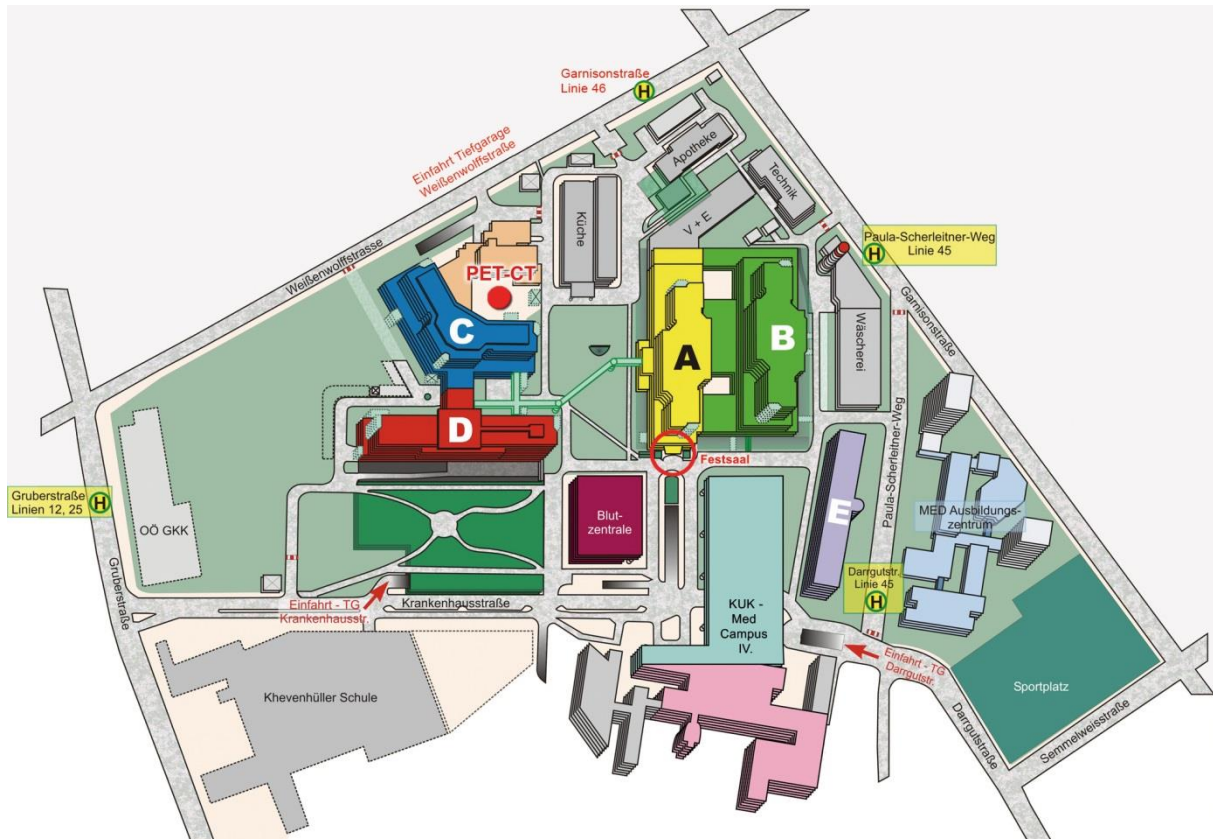 Garnisonstraße
Linie 46
H
Einfahrt Tiefgarage
Weißenwolffstraße
Apotheke
Technik
Küche
V + E
Paula-Scherleitner-Weg
Linie 45
H
Weißenwolffstrasse
PET-CT
Garnisonstraße
C
A
B
Wäscherei
D
Festsaal
Paula-Scherleitner-Weg
Gruberstraße
Linien 12, 25
H
OÖ GKK
Blut-
zentrale
E
MED Ausbildungs-
zentrum
Gruberstraße
Einfahrt - TG
Krankenhausstr.
Krankenhausstraße
Darrgutstr.
Linie 45
H
KUK -
Med
Campus
IV.
Einfahrt - TG
Darrgutstr.
Khevenhüller Schule
Sportplatz
Darrgutstraße
Semmelweisstraße